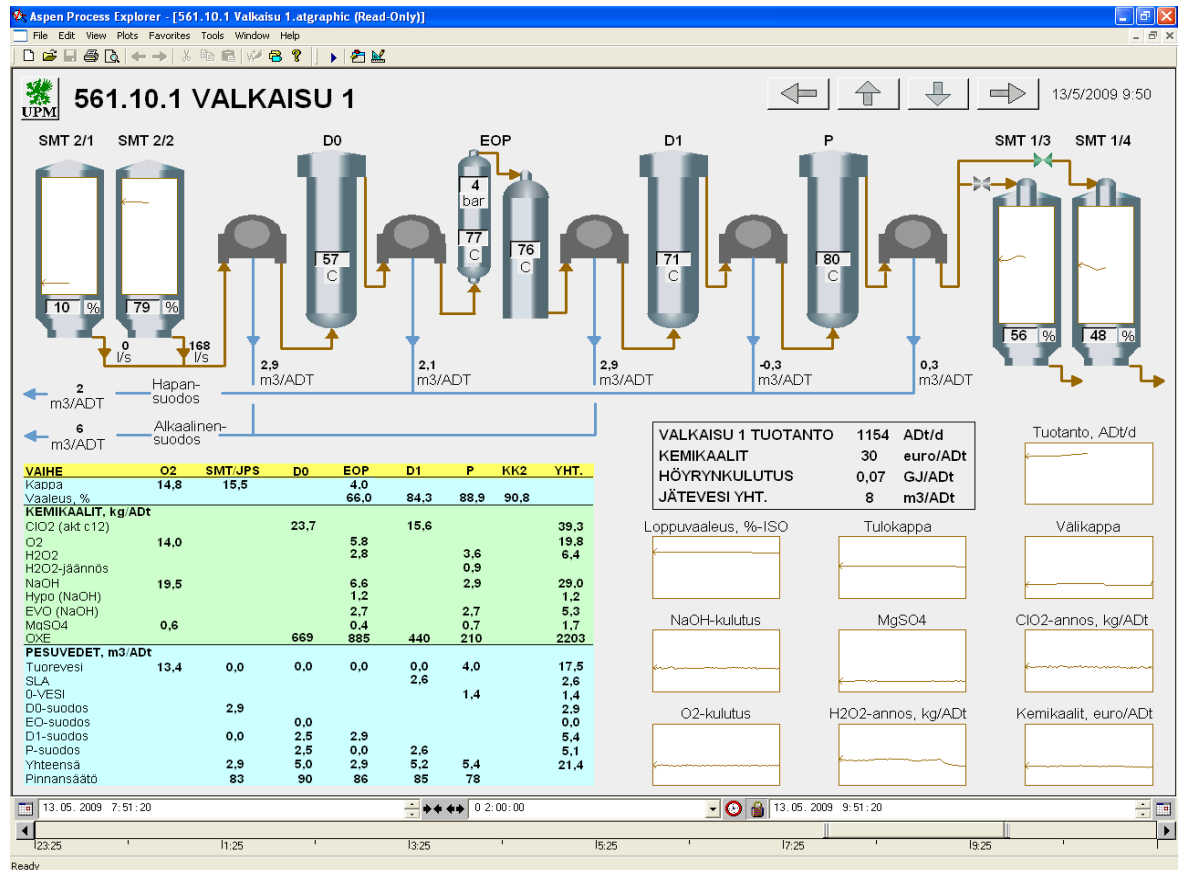 Aspen Process Explorer - [561.10.1 Valkaisu 1.atgraphic (Read-Only)]
File Edit View Plots Favorites Tools Window Help
UPM
561.10.1 VALKAISU 1
13/5/2009 9:50
SMT 2/1 SMT 2/2 D0 EOP D1 P SMT 1/3 SMT 1/4
4
bar
77
C
76
C
57
C
71
C
80
C
10 % 79 % 56 % 48 %
0
l/s
168
l/s
2,9
m3/ADT
2,1
m3/ADT
2,9
m3/ADT
-0,3
m3/ADT
0,3
m3/ADT
2
m3/ADT
Hapan-
suodos
6
m3/ADT
Alkaalinen-
suodos
VALKAISU 1 TUOTANTO 1154 ADt/d
KEMIKAALIT 30 euro/ADt
HÖYRYNKULUTUS 0,07 GJ/ADt
JÄTEVESI YHT. 8 m3/ADt
Tuotanto, ADt/d
Loppuvaaleus, %-ISO Tulokappa Välikappa
NaOH-kulutus MgSO4 ClO2-annos, kg/ADt
O2-kulutus H2O2-annos, kg/ADt Kemikaalit, euro/ADt
VAIHE O2 SMT/JPS D0 EOP D1 P KK2 YHT.
Kappa 14,8 15,5 4,0
Vaaleus, % 66,0 84,3 88,9 90,8
KEMIKAALIT, kg/ADt
ClO2 (akt c12) 23,7 15,6 39,3
O2 14,0 5.8 19,8
H2O2 2,8 3,6 6,4
H2O2-jäännös 0,9
NaOH 19,5 6.6 2,9 29,0
Hypo (NaOH) 1,2 1,2
EVO (NaOH) 2,7 2,7 5,3
MgSO4 0,6 0,4 0,7 1,7
OXE 669 885 440 210 2203
PESUVEDET, m3/ADt
Tuorevesi 13,4 0,0 0,0 0,0 0,0 4,0 17,5
SLA 2,6 2,6
0-VESI 1,4 1,4
D0-suodos 2,9 2,9
EO-suodos 0,0 0,0
D1-suodos 0,0 2,5 2,9 5,4
P-suodos 2,5 0,0 2,6 5,1
Yhteensä 2,9 5,0 2,9 5,2 5,4 21,4
Pinnansäätö 83 90 86 85 78
13.05.2009 7:51:20 0 2:00:00 13.05.2009 9:51:20
23:25 1:25 3:25 5:25 7:25 9:25
Ready